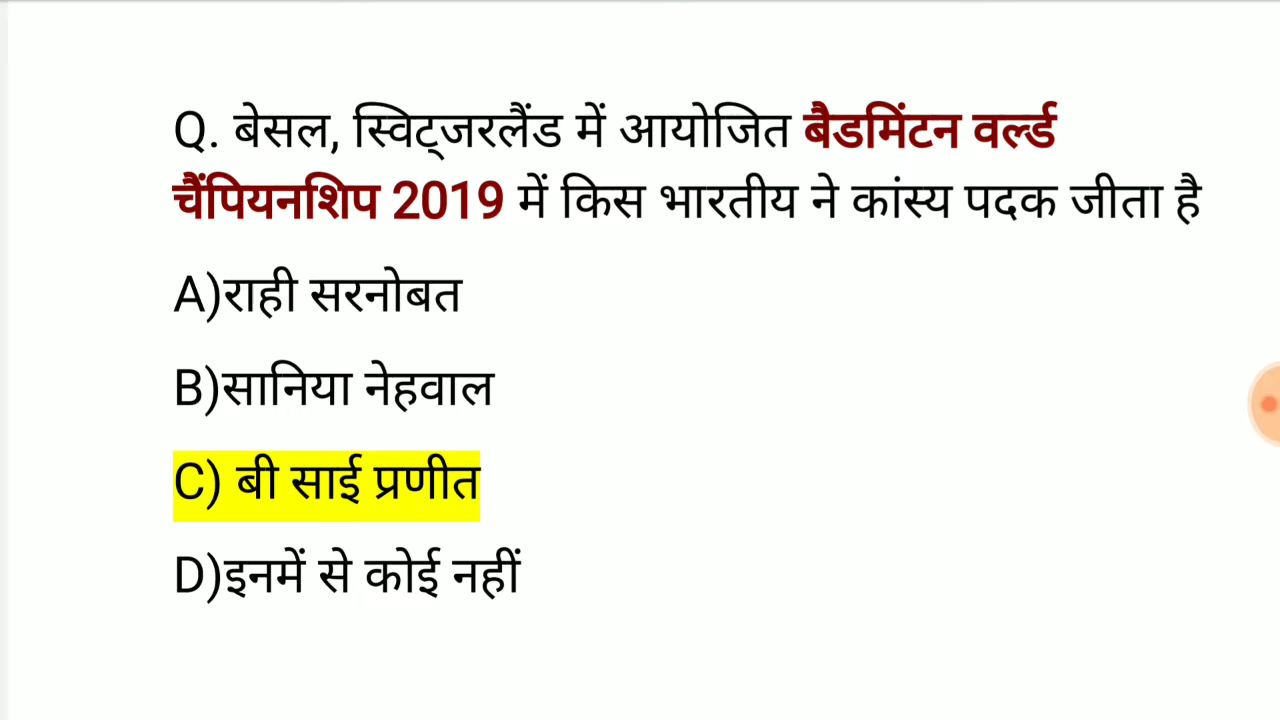 Q. बेसल, स्विट्जरलैंड में आयोजित बैडमिंटन वर्ल्ड
चैंपियनशिप 2019 में किस भारतीय ने कांस्य पदक जीता है
A)राही सरनोबत
B)सानिया नेहवाल
C) बी साई प्रणीत
D)इनमें से कोई नहीं